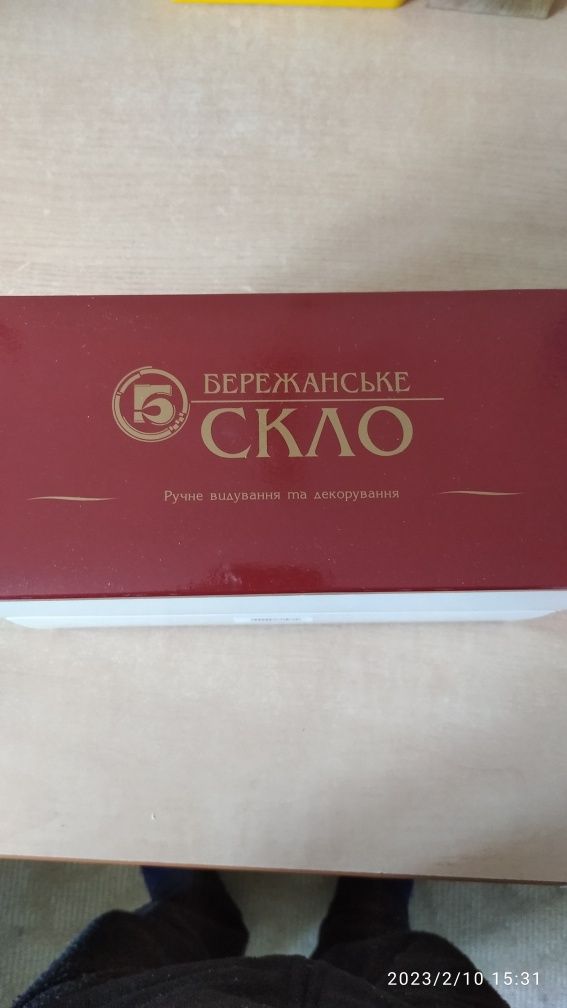 Б
БЕРЕЖАНСЬКЕ
СКЛО
Ручне видування та декорування
2023/2/10 15:31